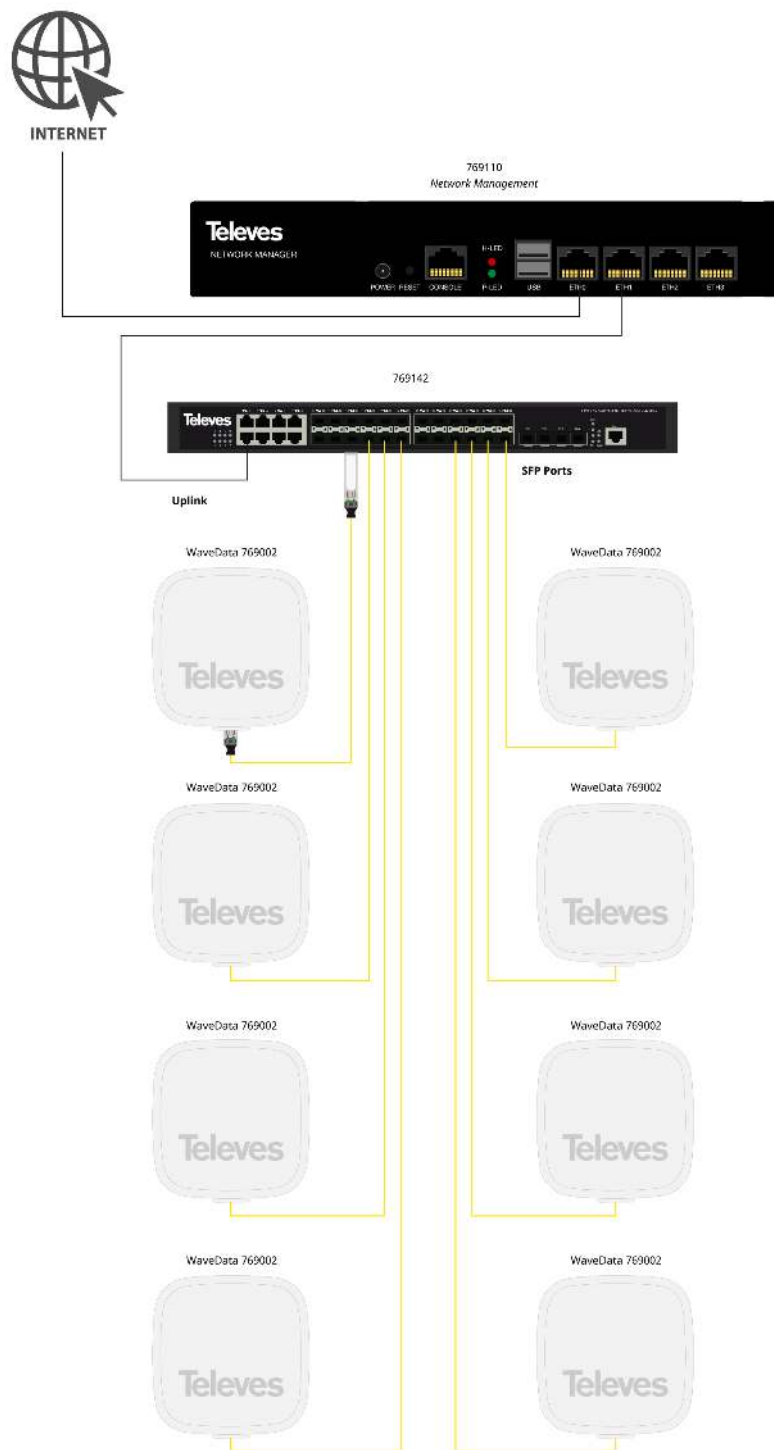 INTERNET
769110
Network Management
Televes
NETWORK MANAGER
H-LED
POWER RESET CONSOLE P-LED USB ETH0 ETH1 ETH2 ETH3
769142
Televes
SFP Ports
Uplink
WaveData 769002
WaveData 769002
Televes
Televes
WaveData 769002
WaveData 769002
Televes
Televes
WaveData 769002
WaveData 769002
Televes
Televes
WaveData 769002
WaveData 769002
Televes
Televes